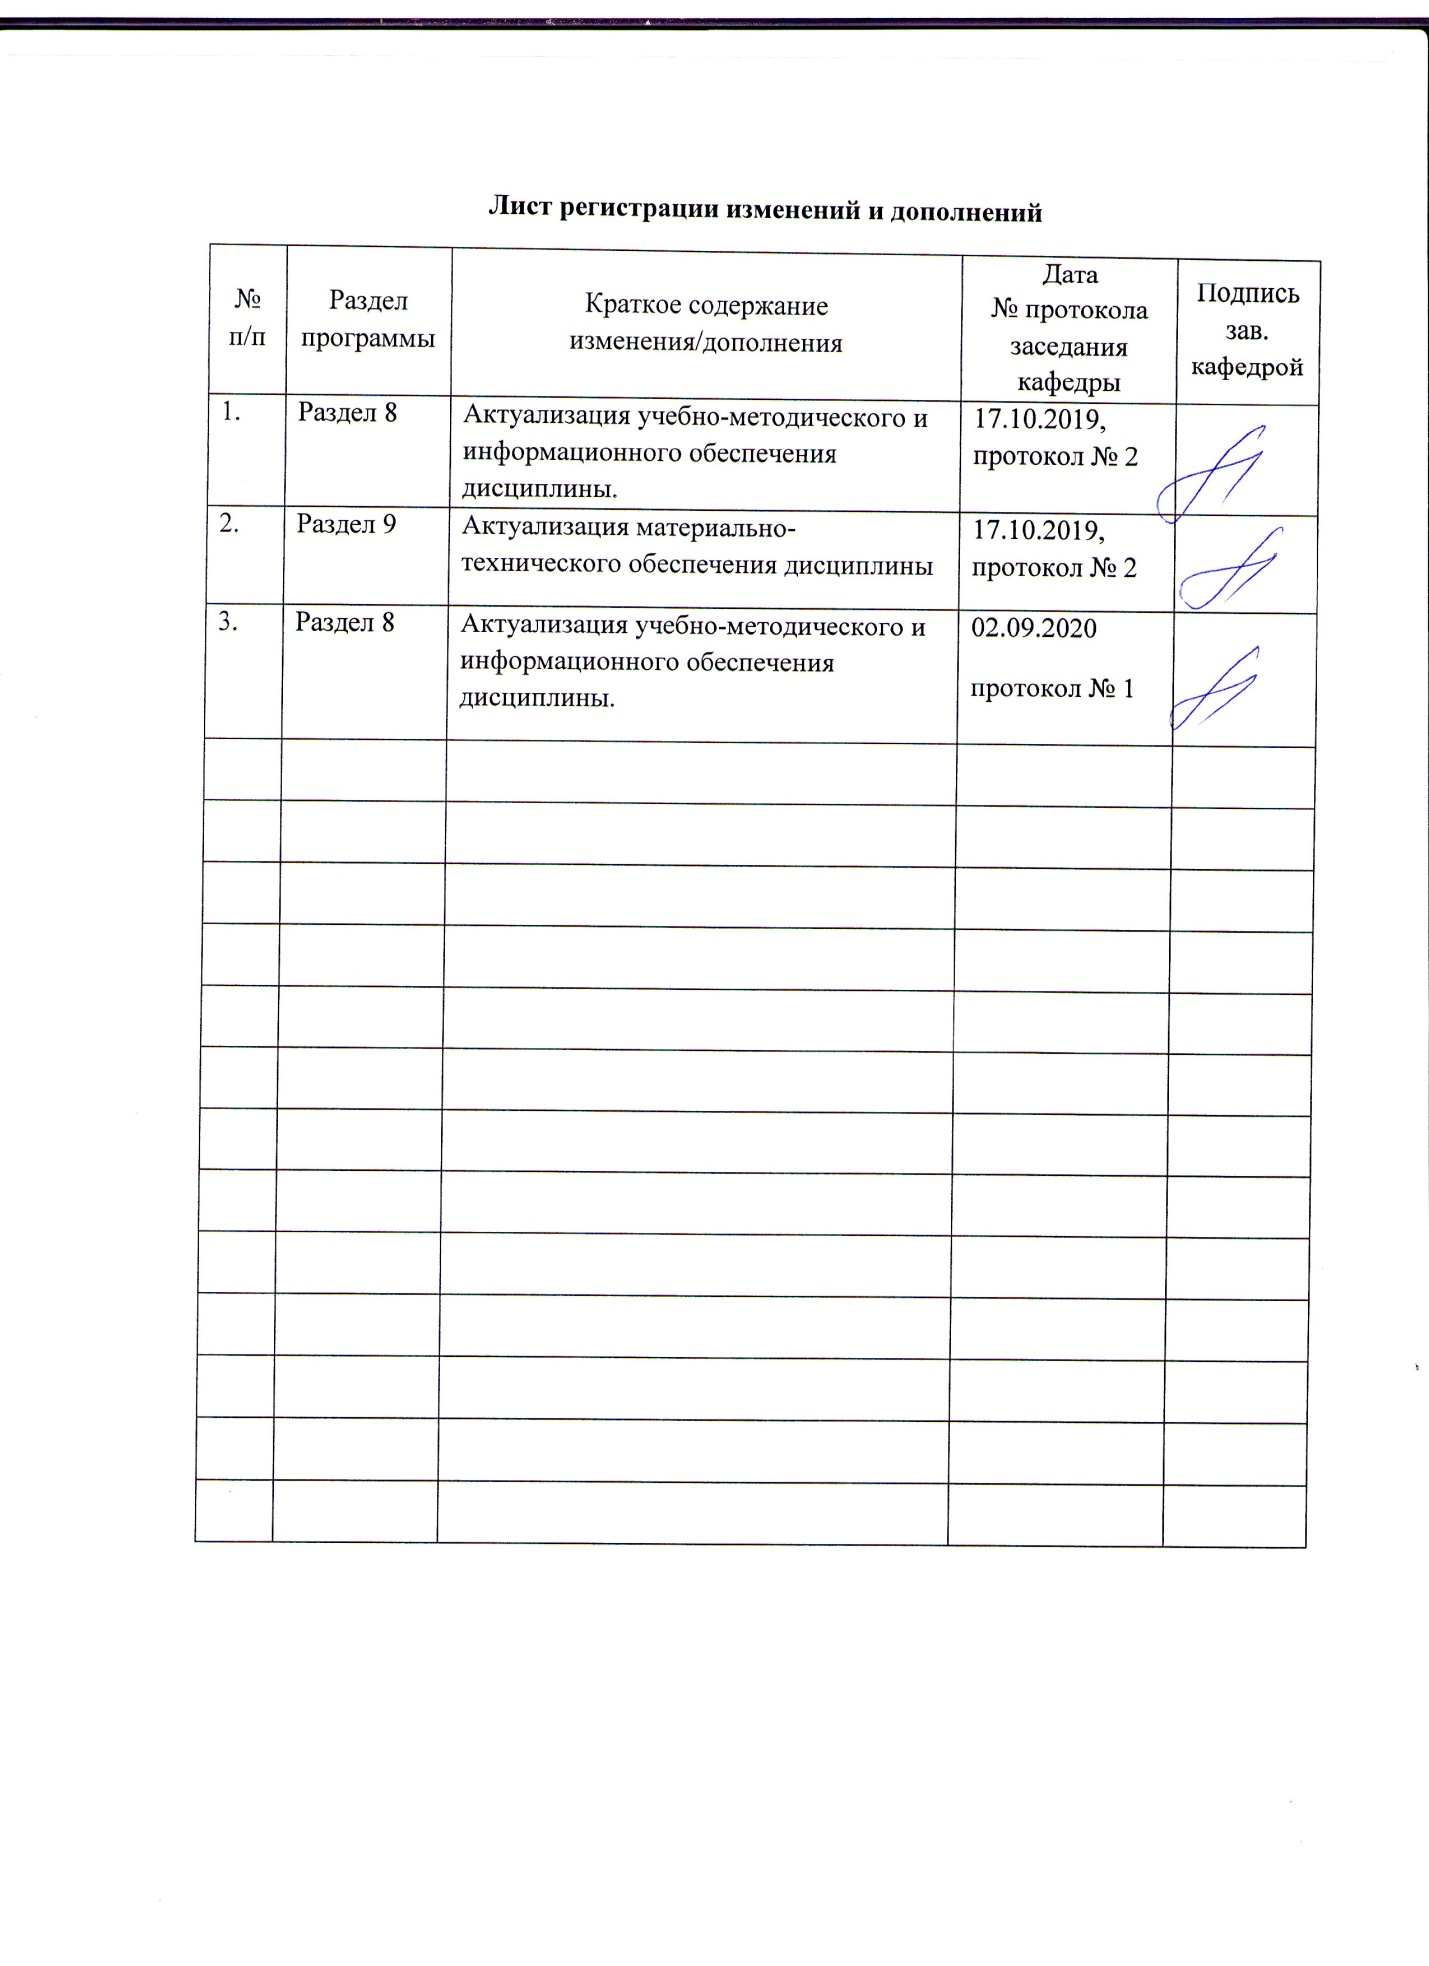 Лист регистрации изменений и дополнений
№
п/п
Раздел
программы
Краткое содержание
изменения/дополнения
Дата
№ протокола
заседания
кафедры
Подпись
зав.
кафедрой
1.
Раздел 8
Актуализация учебно-методического и
информационного обеспечения
дисциплины.
17.10.2019,
протокол № 2
2.
Раздел 9
Актуализация материально-
технического обеспечения дисциплины
17.10.2019,
протокол № 2
3.
Раздел 8
Актуализация учебно-методического и
информационного обеспечения
дисциплины.
02.09.2020
протокол № 1